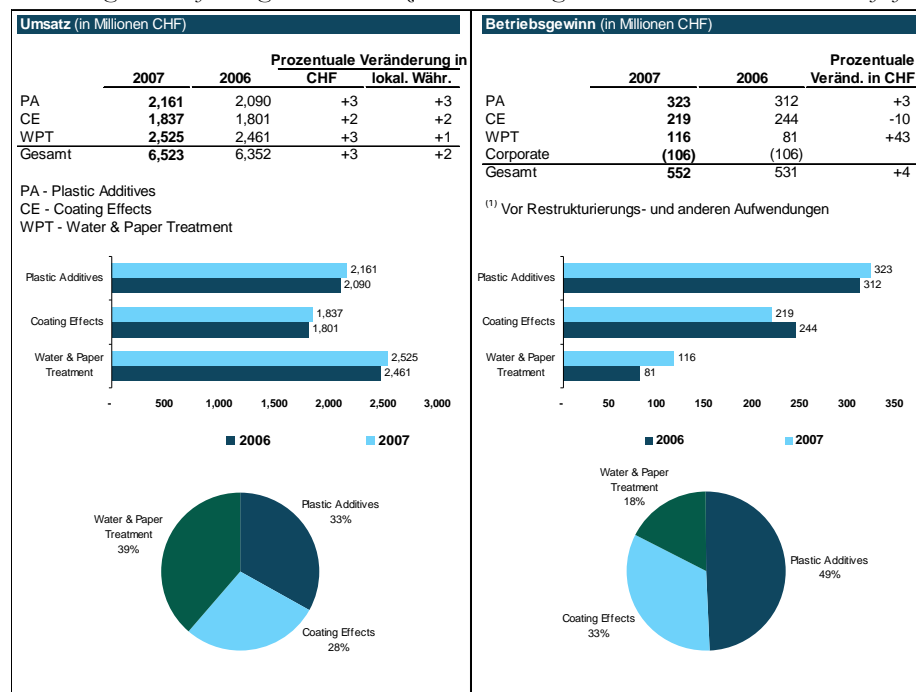 Umsatz (in Millionen CHF)
Prozentuale Veränderung in
2007 2006 CHF lokal. Währ.
PA 2,161 2,090 +3 +3
CE 1,837 1,801 +2 +2
WPT 2,525 2,461 +3 +1
Gesamt 6,523 6,352 +3 +2
PA - Plastic Additives
CE - Coating Effects
WPT - Water & Paper Treatment
Plastic Additives
2,161
2,090
Coating Effects
1,837
1,801
Water & Paper
Treatment
2,525
2,461
- 500 1,000 1,500 2,000 2,500 3,000
2006 2007
Plastic Additives
33%
Water & Paper
Treatment
39%
Coating Effects
28%
Betriebsgewinn (in Millionen CHF)
Prozentuale
2007 2006 Veränd. in CHF
PA 323 312 +3
CE 219 244 -10
WPT 116 81 +43
Corporate (106) (106)
Gesamt 552 531 +4
(1) Vor Restrukturierungs- und anderen Aufwendungen
Plastic Additives
323
312
Coating Effects
219
244
Water & Paper
Treatment
116
81
- 50 100 150 200 250 300 350
2006 2007
Water & Paper
Treatment
18%
Plastic Additives
49%
Coating Effects
33%